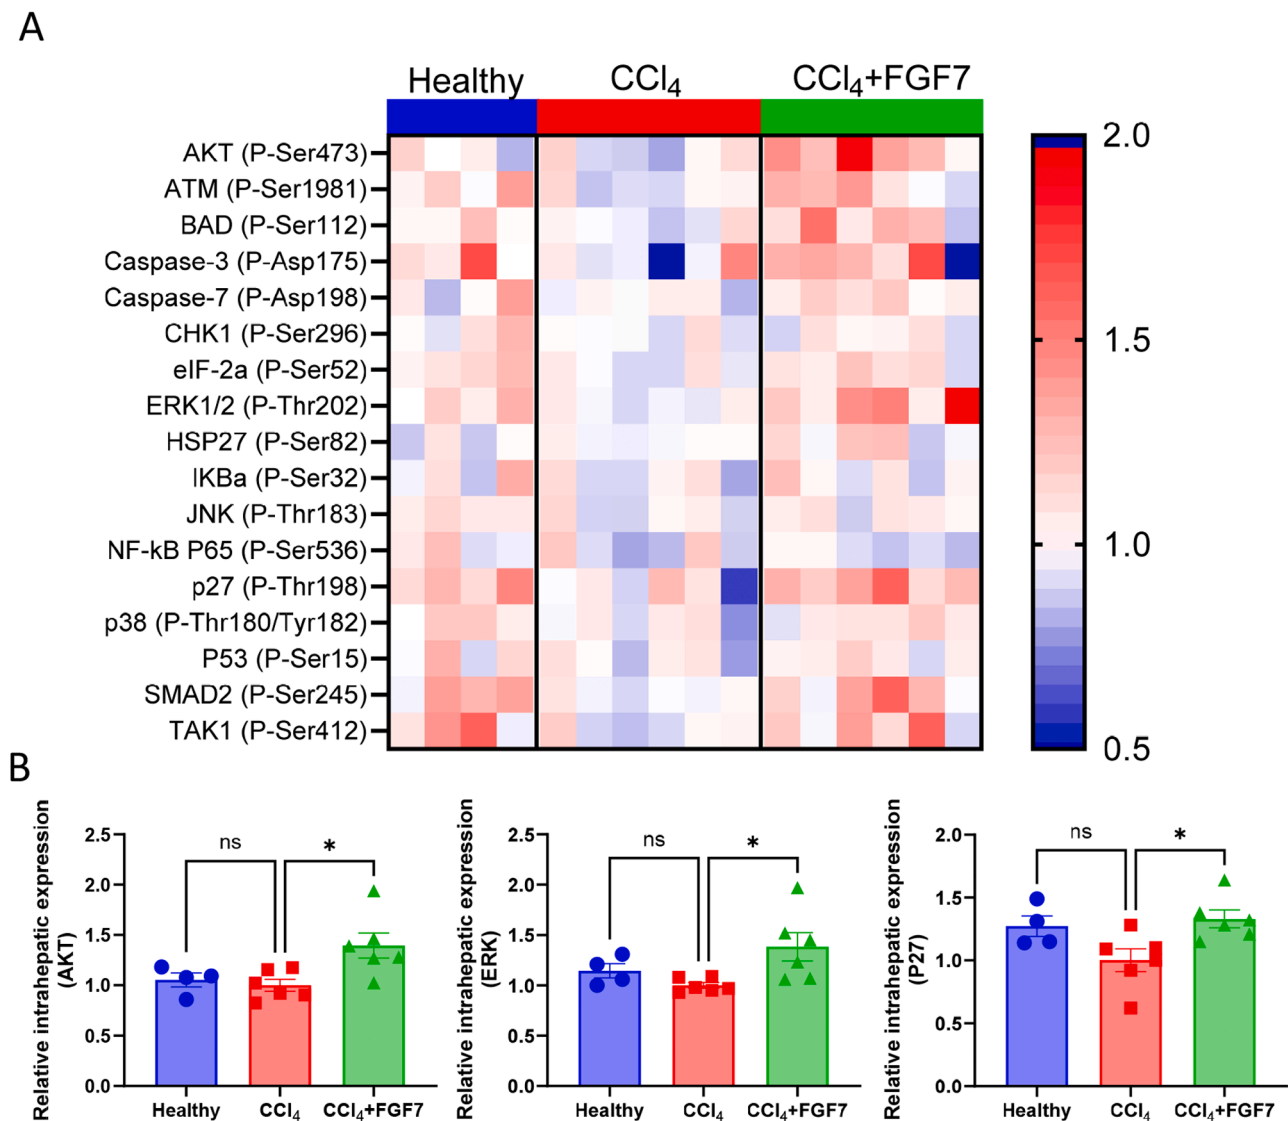 A
Healthy CCl₄ CCl₄+FGF7
AKT (P-Ser473)
ATM (P-Ser1981)
BAD (P-Ser112)
Caspase-3 (P-Asp175)
Caspase-7 (P-Asp198)
CHK1 (P-Ser296)
eIF-2a (P-Ser52)
ERK1/2 (P-Thr202)
HSP27 (P-Ser82)
IKBa (P-Ser32)
JNK (P-Thr183)
NF-kB P65 (P-Ser536)
p27 (P-Thr198)
p38 (P-Thr180/Tyr182)
P53 (P-Ser15)
SMAD2 (P-Ser245)
TAK1 (P-Ser412)
2.0
1.5
1.0
0.5
B
Relative intrahepatic expression
(AKT)
2.5
2.0
1.5
1.0
0.5
0.0
ns *
Healthy CCl₄ CCl₄+FGF7
Relative intrahepatic expression
(ERK)
2.5
2.0
1.5
1.0
0.5
0.0
ns *
Healthy CCl₄ CCl₄+FGF7
Relative intrahepatic expression
(P27)
2.0
1.5
1.0
0.5
0.0
ns *
Healthy CCl₄ CCl₄+FGF7